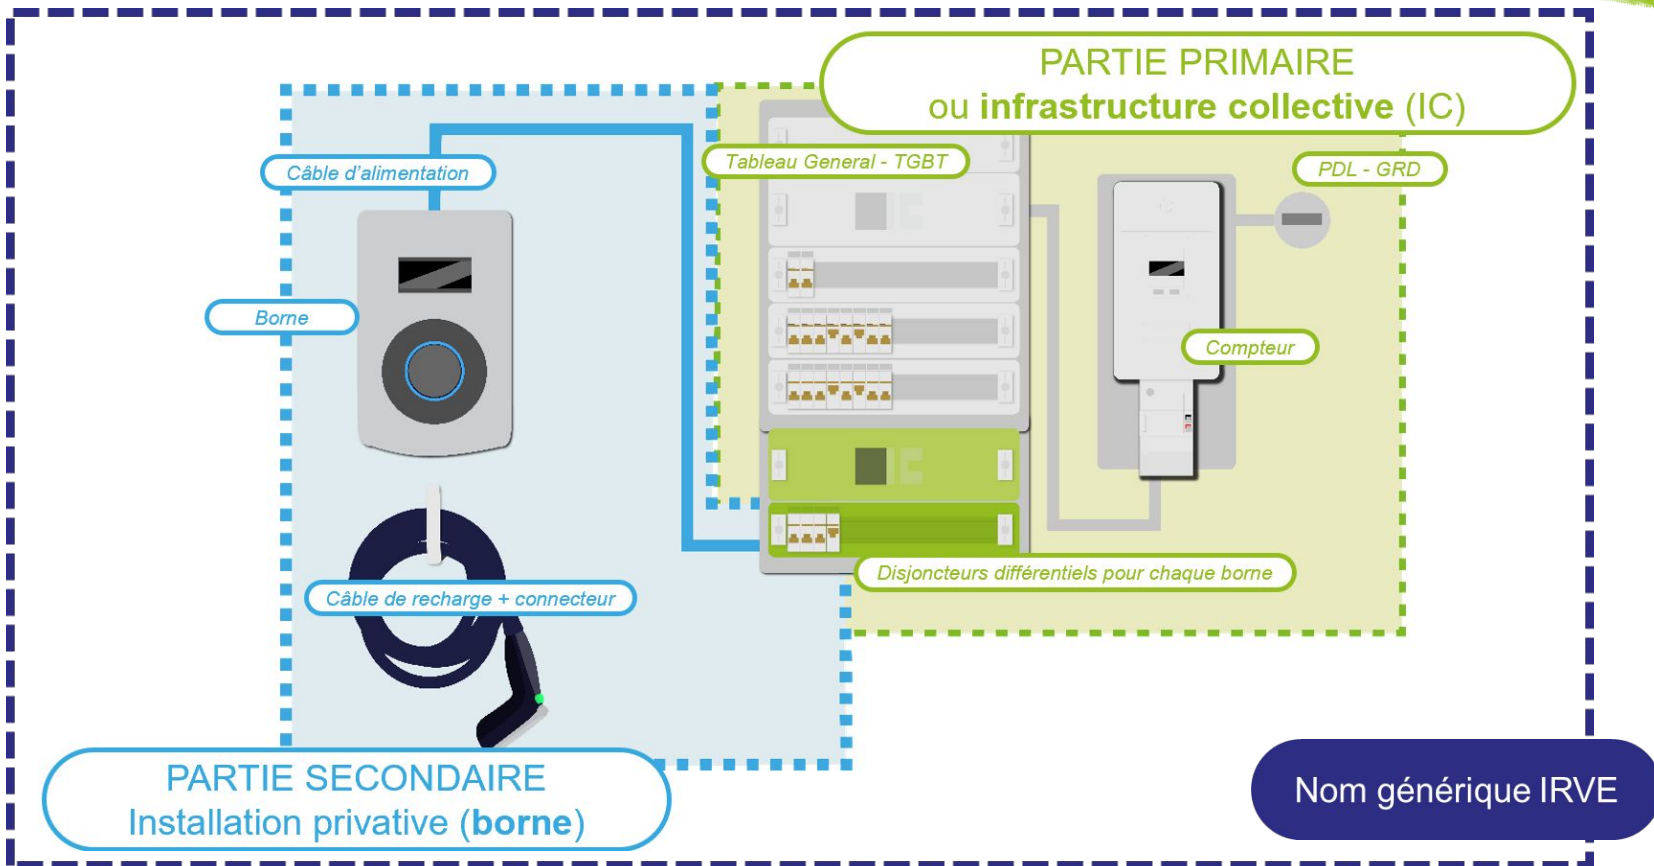 PARTIE PRIMAIRE
ou infrastructure collective (IC)
Câble d'alimentation
Tableau General - TGBT
PDL - GRD
Borne
Compteur
Disjoncteurs différentiels pour chaque borne
Câble de recharge + connecteur
PARTIE SECONDAIRE
Installation privative (borne)
Nom générique IRVE